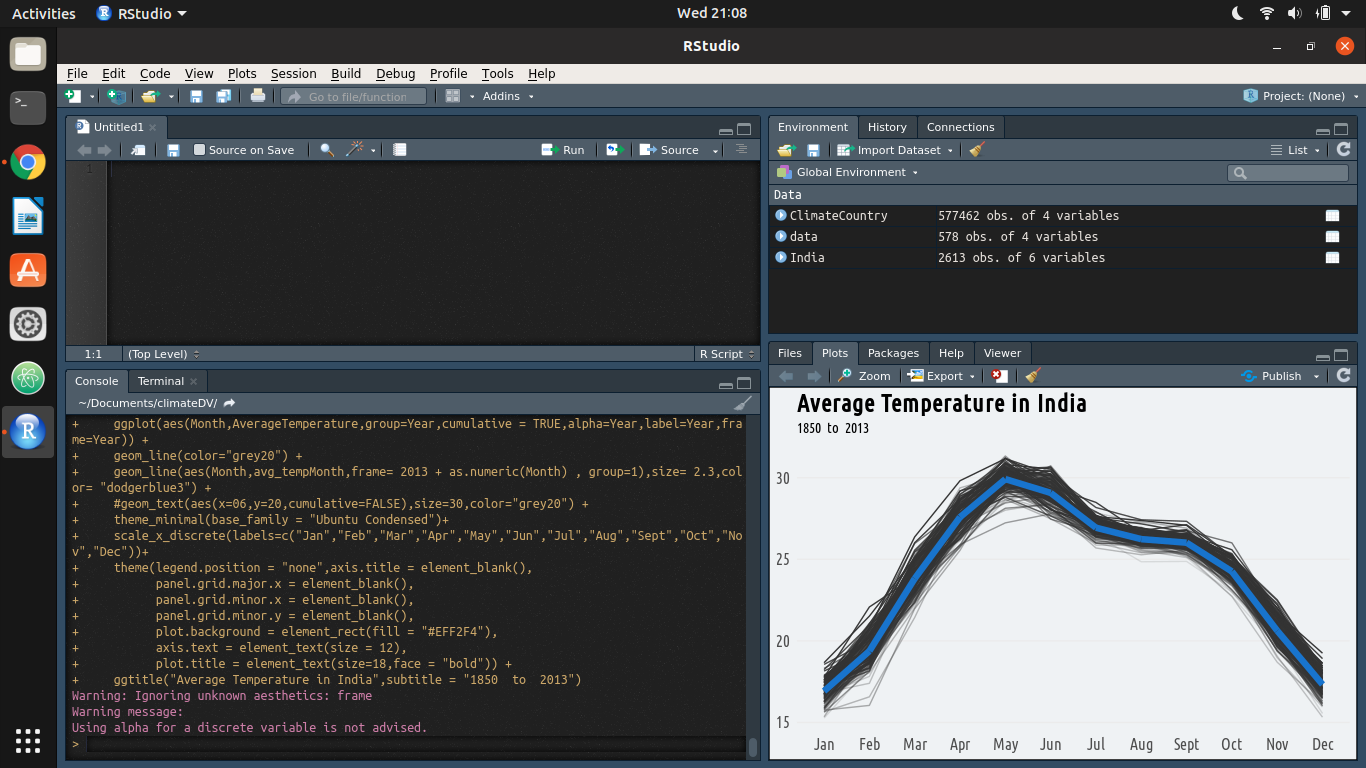 Activities RStudio Wed 21:08
RStudio
File Edit Code View Plots Session Build Debug Profile Tools Help
Go to file/function Addins Project: (None)
Untitled1
Source on Save Run Source
1
1:1 (Top Level) R Script
Console Terminal
~/Documents/climateDV/
+     ggplot(aes(Month,AverageTemperature,group=Year,cumulative = TRUE,alpha=Year,label=Year,fra
me=Year)) +
+     geom_line(color="grey20") +
+     geom_line(aes(Month,avg_tempMonth,frame= 2013 + as.numeric(Month) , group=1),size= 2.3,col
or= "dodgerblue3") +
+     #geom_text(aes(x=06,y=20,cumulative=FALSE),size=30,color="grey20") +
+     theme_minimal(base_family = "Ubuntu Condensed")+
+     scale_x_discrete(labels=c("Jan","Feb","Mar","Apr","May","Jun","Jul","Aug","Sept","Oct","No
v","Dec"))+
+     theme(legend.position = "none",axis.title = element_blank(),
+           panel.grid.major.x = element_blank(),
+           panel.grid.minor.x = element_blank(),
+           panel.grid.minor.y = element_blank(),
+           plot.background = element_rect(fill = "#EFF2F4"),
+           axis.text = element_text(size = 12),
+           plot.title = element_text(size=18,face = "bold")) +
+     ggtitle("Average Temperature in India",subtitle = "1850  to  2013")
Warning: Ignoring unknown aesthetics: frame
Warning message:
Using alpha for a discrete variable is not advised.
>
Environment History Connections
Import Dataset List
Global Environment
Data
ClimateCountry 577462 obs. of 4 variables
data 578 obs. of 4 variables
India 2613 obs. of 6 variables
Files Plots Packages Help Viewer
Zoom Export Publish
Average Temperature in India
1850 to 2013
30
25
20
15
Jan Feb Mar Apr May Jun Jul Aug Sept Oct Nov Dec